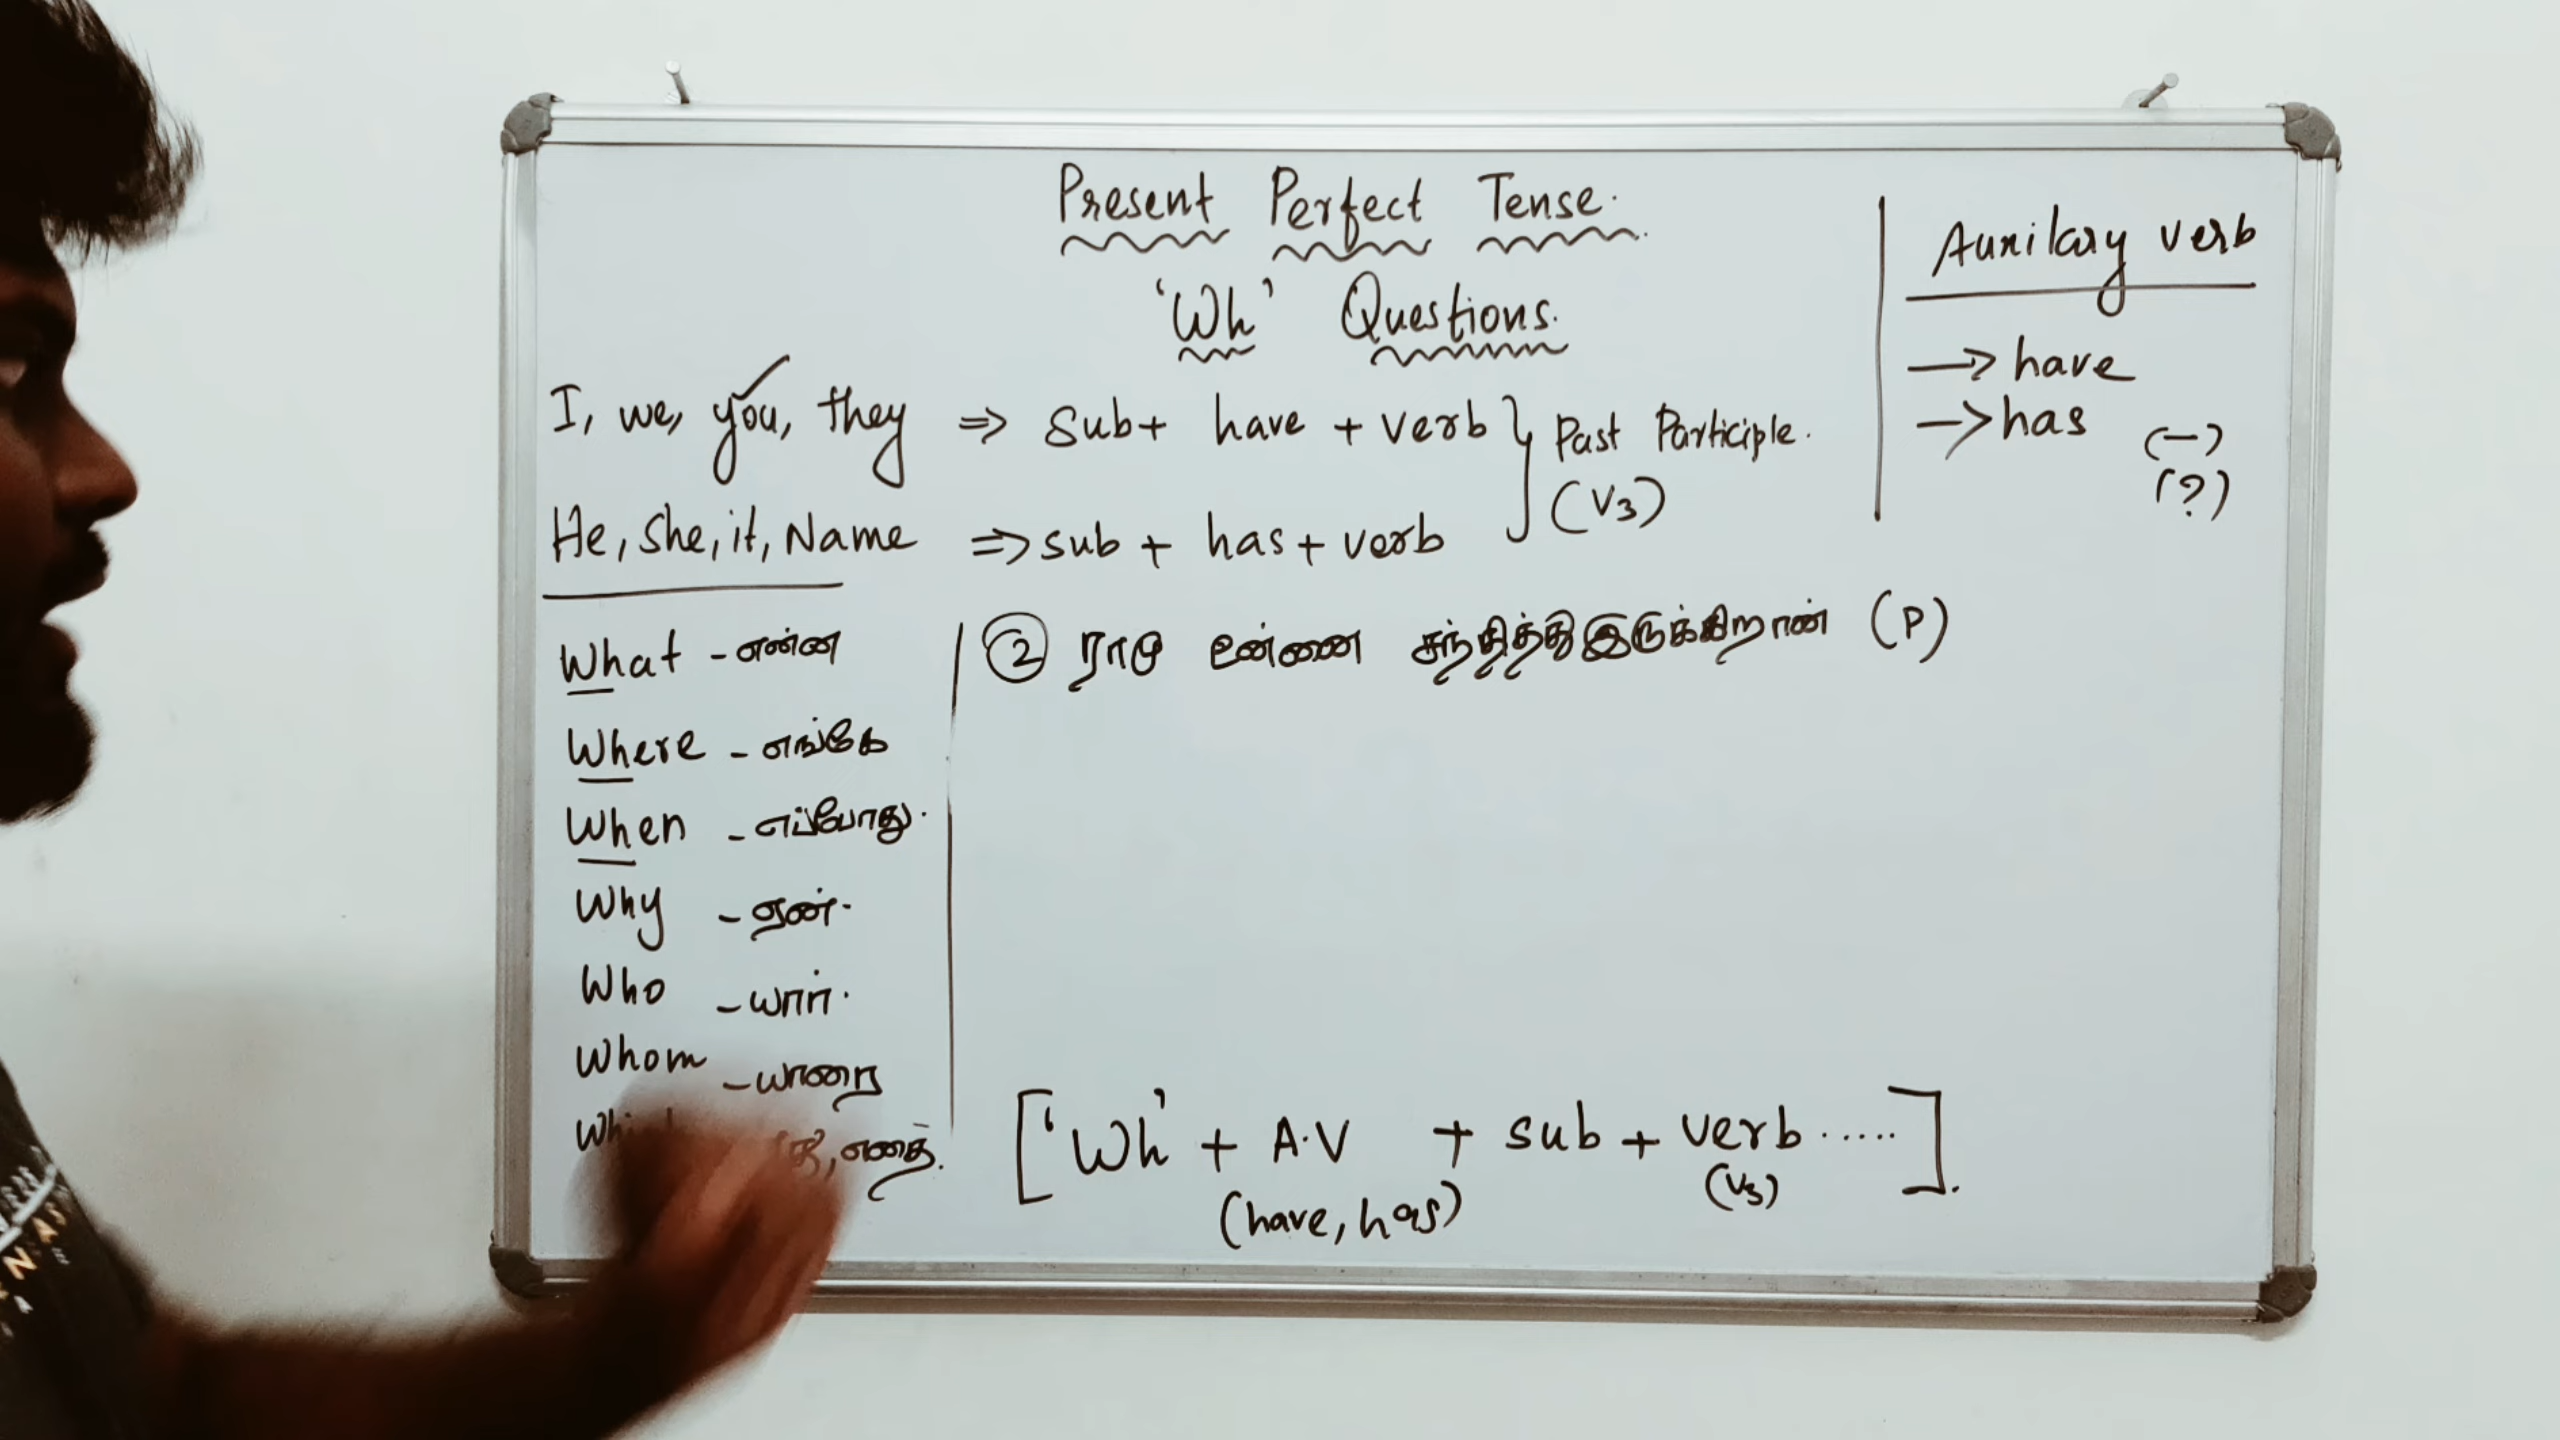 Present Perfect Tense.
'Wh' Questions.
I, we, you, they ⇒ Sub+ have + verb } Past Participle.
(V3)
He, She, it, Name ⇒ sub + has + verb
Auxilary verb
→ have
→ has
(-)
(?)
What - என்ன
Where - எங்கே
When - எப்போது.
Why - ஏன்.
Who - யார்.
Whom - யாரை
② ராமு உன்னை சந்தித்து இருக்கிறான் (P)
['Wh' + A.V + sub + verb .....].
(have, has) (V3)